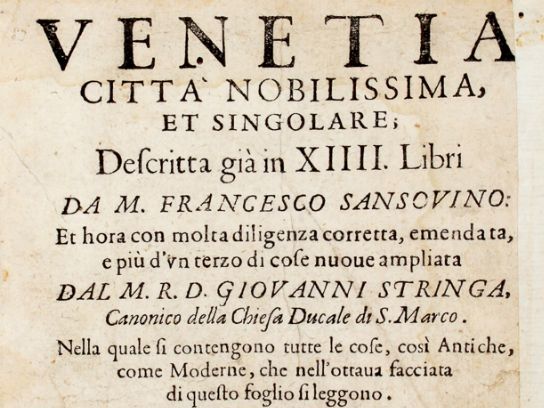 VENETIA
CITTA' NOBILISSIMA,
ET SINGOLARE;
Deſcritta già in XIIII. Libri
DA M. FRANCESCO SANSOVINO:
Et hora con molta diligenza corretta, emendata,
e più d'vn terzo di coſe nuoue ampliata
DAL M. R. D. GIOVANNI STRINGA,
Canonico della Chieſa Ducale di S. Marco.
Nella quale ſi contengono tutte le coſe, così Antiche,
come Moderne, che nell'ottaua facciata
di queſto foglio ſi leggono.